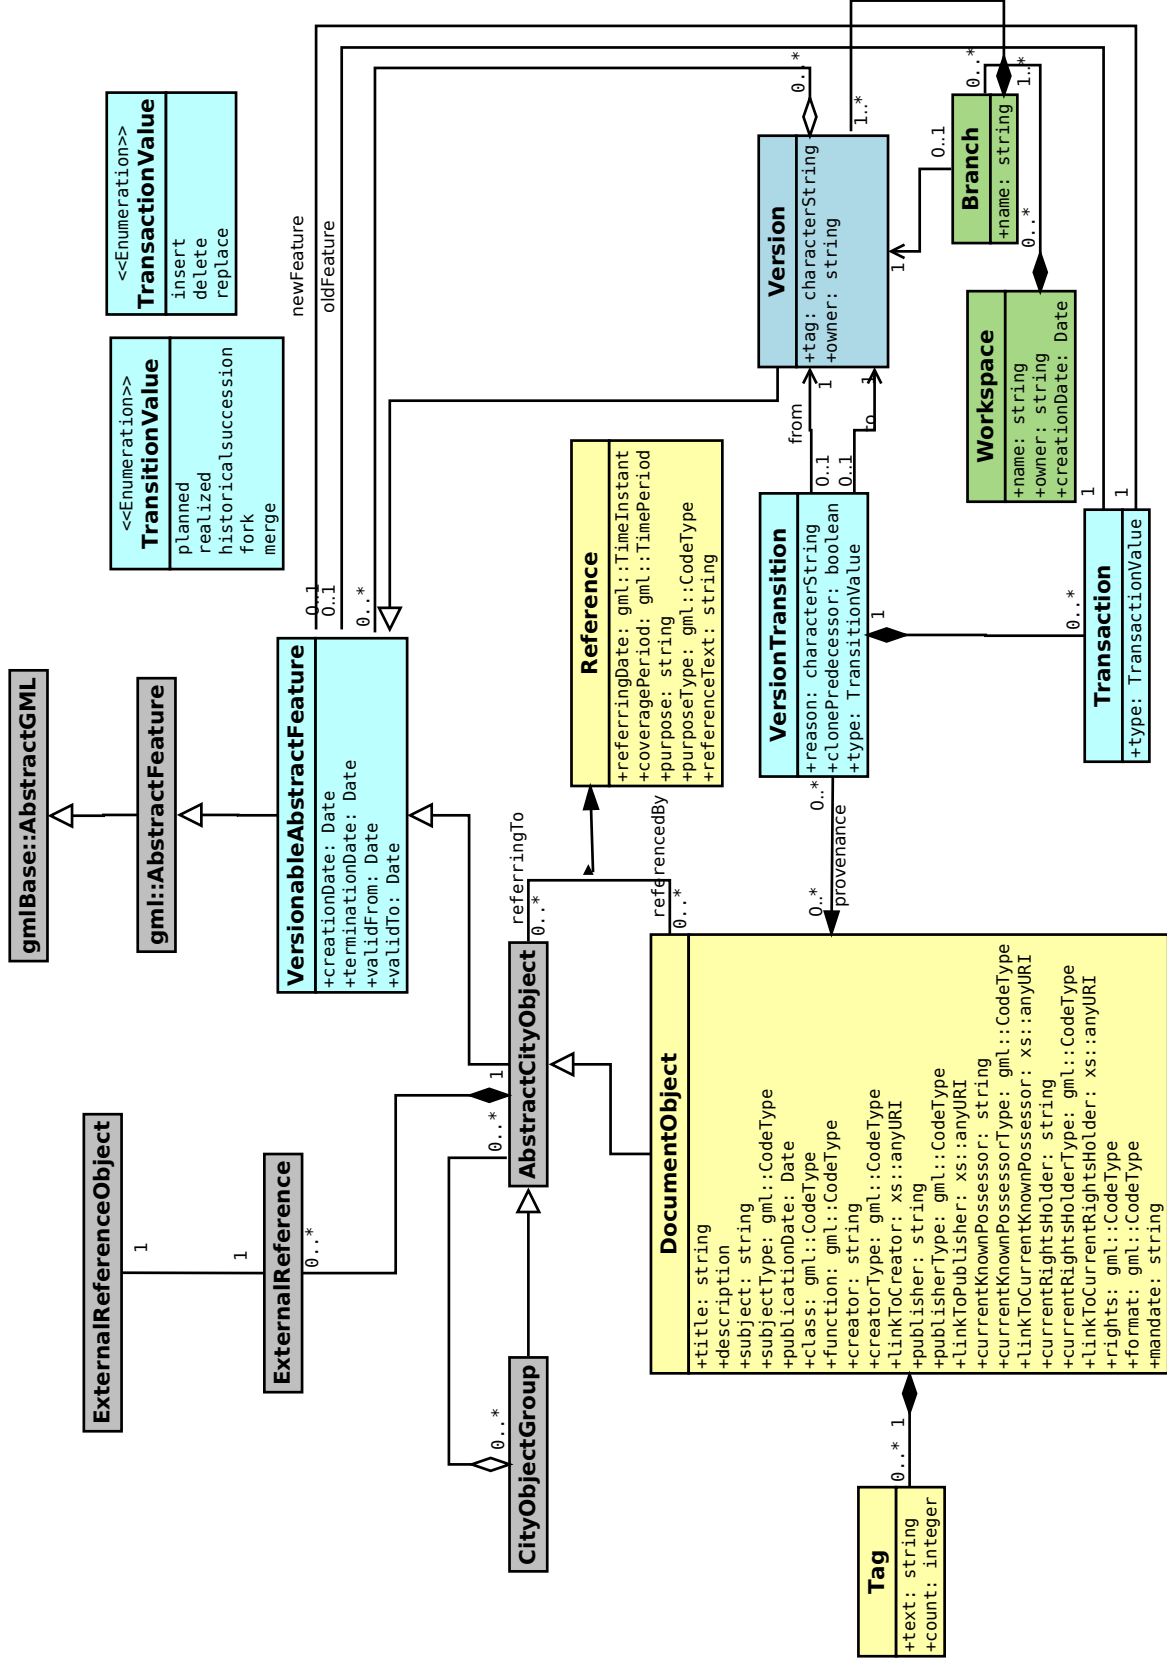 gmlBase::AbstractGML
gml::AbstractFeature
ExternalReferenceObject
1
1
ExternalReference
0..*
VersionableAbstractFeature
+creationDate: Date
+terminationDate: Date
+validFrom: Date
+validTo: Date
0..1
0..1
0..*
newFeature
oldFeature
<<Enumeration>>
TransitionValue
planned
realized
historicalsuccession
fork
merge
<<Enumeration>>
TransactionValue
insert
delete
replace
CityObjectGroup
0..*
0..*
1
AbstractCityObject
referringTo
0..*
referencedBy
0..*
Reference
+referringDate: gml::TimeInstant
+coveragePeriod: gml::TimePeriod
+purpose: string
+purposeType: gml::CodeType
+referenceText: string
DocumentObject
+title: string
+description
+subject: string
+subjectType: gml::CodeType
+publicationDate: Date
+class: gml::CodeType
+function: gml::CodeType
+creator: string
+creatorType: gml::CodeType
+linkToCreator: xs::anyURI
+publisher: string
+publisherType: gml::CodeType
+linkToPublisher: xs::anyURI
+currentKnownPossessor: string
+currentKnownPossessorType: gml::CodeType
+linkToCurrentKnownPossessor: xs::anyURI
+currentRightsHolder: string
+currentRightsHolderType: gml::CodeType
+linkToCurrentRightsHolder: xs::anyURI
+rights: gml::CodeType
+format: gml::CodeType
+mandate: string
Tag
+text: string
+count: integer
0..*
1
0..*
0..*
provenance
VersionTransition
+reason: characterString
+clonePredecessor: boolean
+type: TransitionValue
0..1
0..1
from
to
1
1
1
0..*
Version
+tag: characterString
+owner: string
0..*
1..*
1
0..1
Branch
+name: string
0..*
1..*
0..*
Workspace
+name: string
+owner: string
+creationDate: Date
Transaction
+type: TransactionValue
1
1